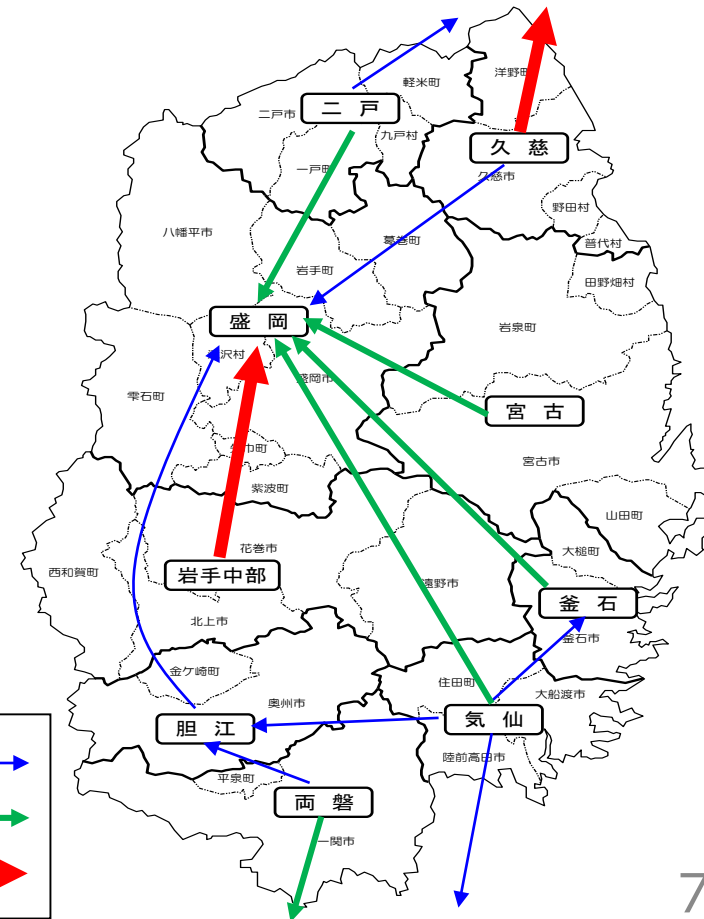 洋野町
軽米町
二戸市
二 戸
九戸村
久 慈
一戸町
久慈市
野田村
八幡平市
葛巻町
普代村
岩手町
田野畑村
盛 岡
岩泉町
沢村
盛岡市
雫石町
宮 古
矢巾町
宮古市
紫波町
山田町
花巻市
大槌町
西和賀町
岩手中部
遠野市
釜 石
北上市
釜石市
金ケ崎町
住田町
大船渡市
奥州市
胆 江
気 仙
陸前高田市
平泉町
両 磐
一関市
7